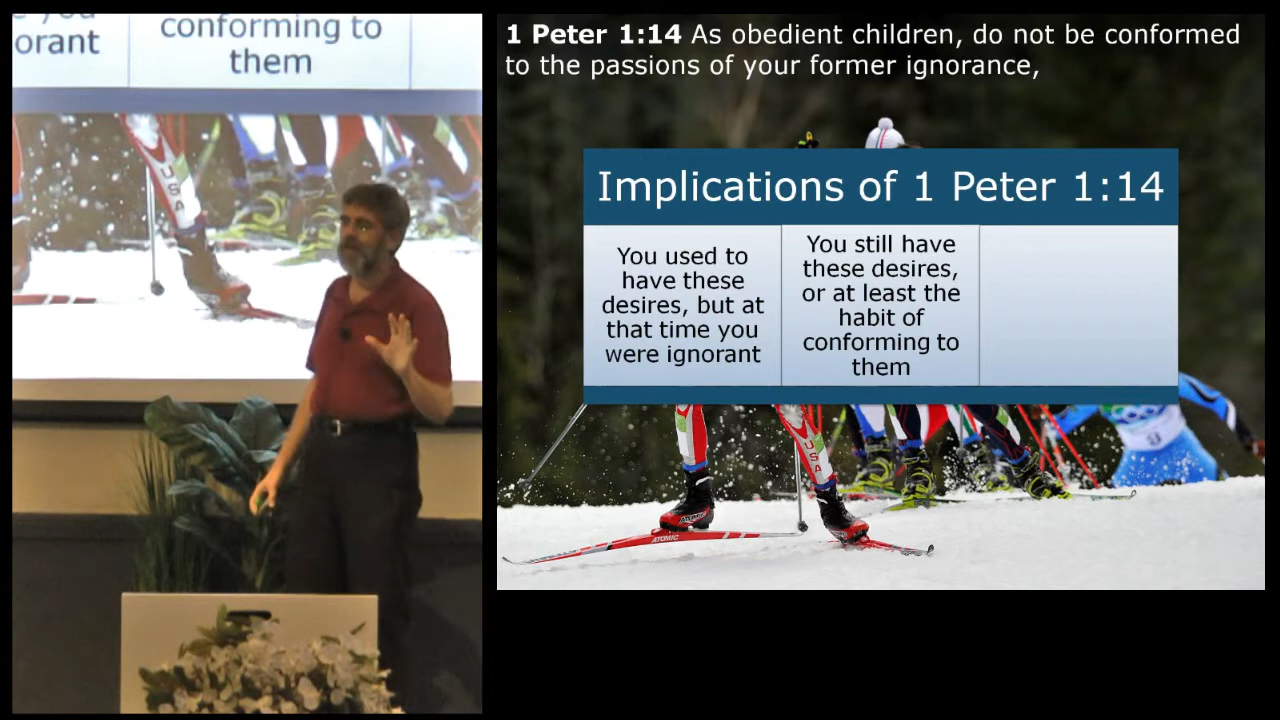 orant
conforming to
them
USA
1 Peter 1:14 As obedient children, do not be conformed
to the passions of your former ignorance,
Implications of 1 Peter 1:14
You used to
have these
desires, but at
that time you
were ignorant
You still have
these desires,
or at least the
habit of
conforming to
them
USA
ATOMIC